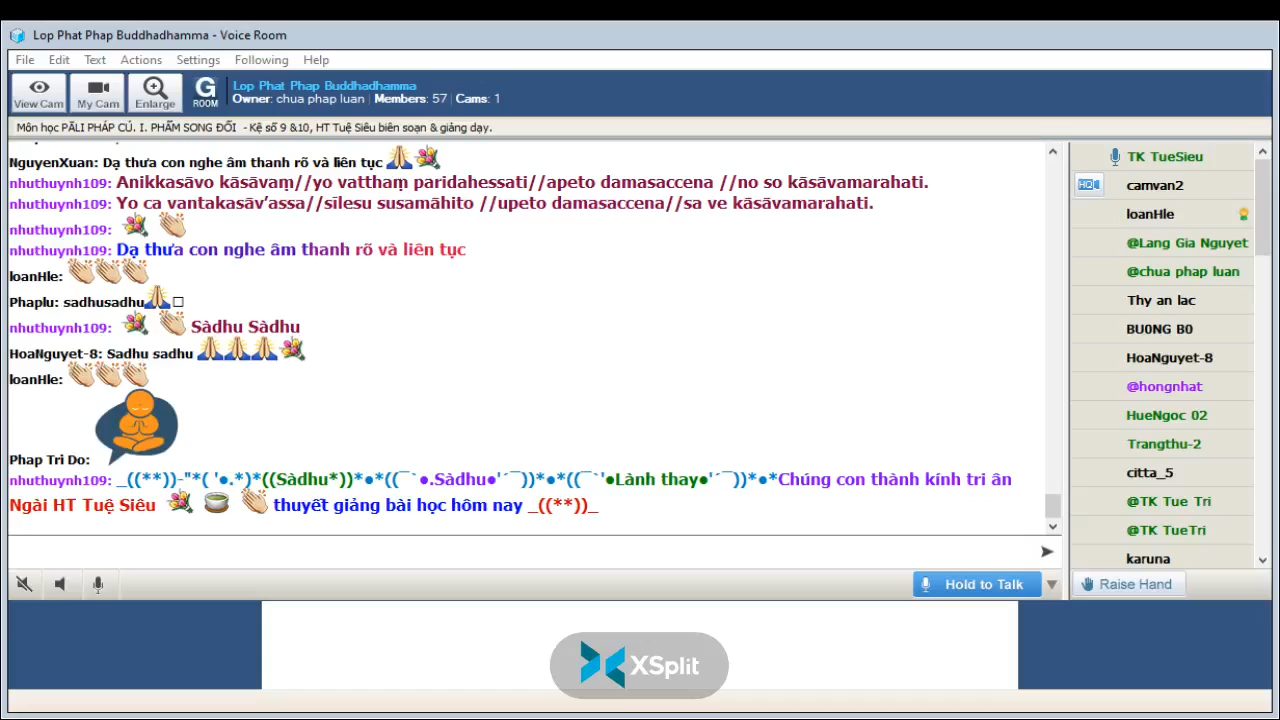 Lop Phat Phap Buddhadhamma - Voice Room
File Edit Text Actions Settings Following Help
View Cam My Cam Enlarge G ROOM
Lop Phat Phap Buddhadhamma
Owner: chua phap luan | Members: 57 | Cams: 1
Môn học PĀLI PHÁP CÚ. I. PHẨM SONG ĐỐI - Kệ số 9 &10, HT Tuệ Siêu biên soạn & giảng dạy.
NguyenXuan: Dạ thưa con nghe âm thanh rõ và liên tục
nhuthuynh109: Anikkasāvo kāsāvaṃ//yo vatthaṃ paridahessati//apeto damasaccena //no so kāsāvamarahati.
nhuthuynh109: Yo ca vantakasāv’assa//sīlesu susamāhito //upeto damasaccena//sa ve kāsāvamarahati.
nhuthuynh109:
nhuthuynh109: Dạ thưa con nghe âm thanh rõ và liên tục
loanHle:
Phaplu: sadhusadhu
nhuthuynh109: Sàdhu Sàdhu
HoaNguyet-8: Sadhu sadhu
loanHle:
Phap Tri Do:
nhuthuynh109: _((**))-"*( '●.*)*((Sàdhu*))*●*((¯`●.Sàdhu●'´¯))*●*((¯`'●Lành thay●'´¯))*●*Chúng con thành kính tri ân
Ngài HT Tuệ Siêu thuyết giảng bài học hôm nay _((**))_
TK TueSieu
camvan2
loanHle
@Lang Gia Nguyet
@chua phap luan
Thy an lac
BU0NG B0
HoaNguyet-8
@hongnhat
HueNgoc 02
Trangthu-2
citta_5
@TK Tue Tri
@TK TueTri
karuna
Hold to Talk
Raise Hand
XSplit